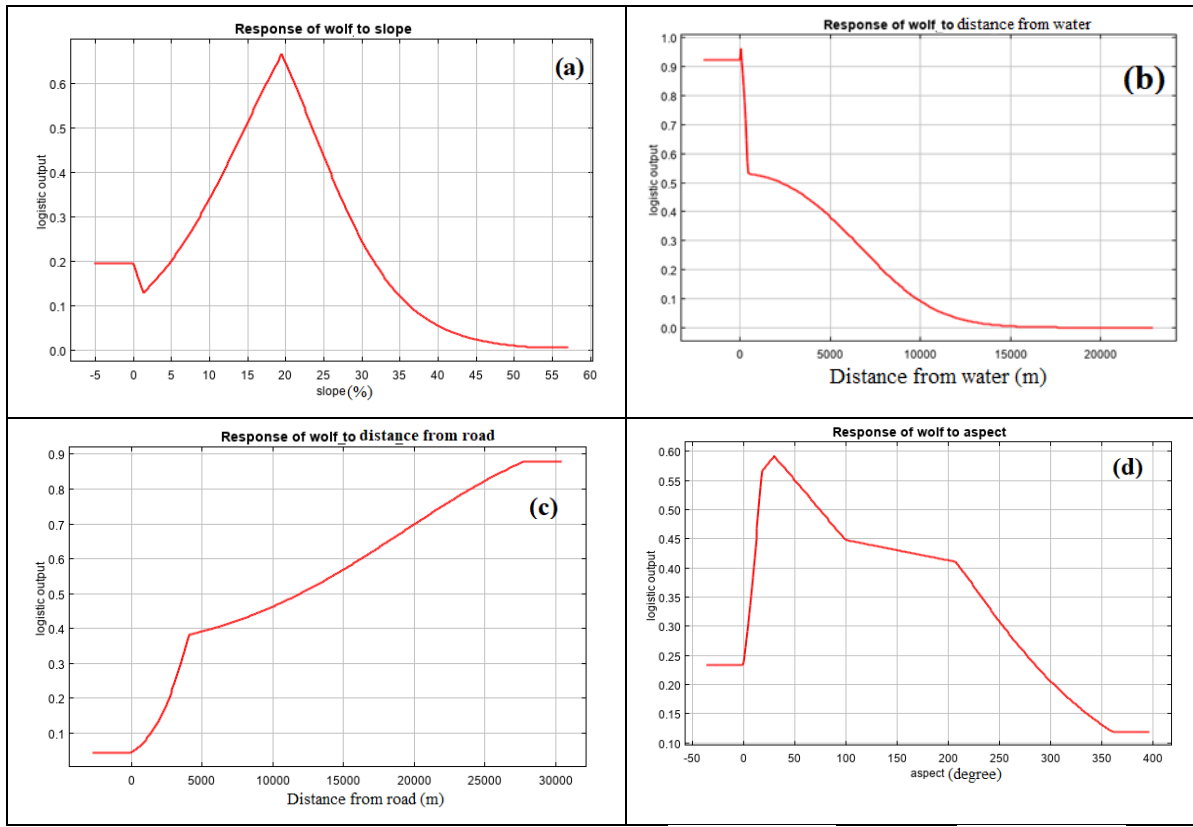 Response of wolf to slope
(a)
logistic output
0.6
0.5
0.4
0.3
0.2
0.1
0.0
-5 0 5 10 15 20 25 30 35 40 45 50 55 60
slope (%)
Response of wolf to distance from water
(b)
logistic output
1.0
0.9
0.8
0.7
0.6
0.5
0.4
0.3
0.2
0.1
0.0
0 5000 10000 15000 20000
Distance from water (m)
Response of wolf to distance from road
(c)
logistic output
0.9
0.8
0.7
0.6
0.5
0.4
0.3
0.2
0.1
0 5000 10000 15000 20000 25000 30000
Distance from road (m)
Response of wolf to aspect
(d)
logistic output
0.60
0.55
0.50
0.45
0.40
0.35
0.30
0.25
0.20
0.15
0.10
-50 0 50 100 150 200 250 300 350 400
aspect (degree)